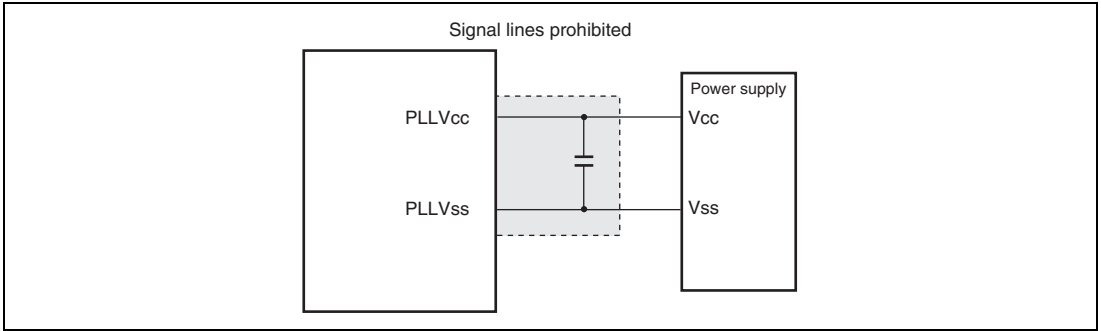 Signal lines prohibited
Power supply
PLLVcc
Vcc
PLLVss
Vss